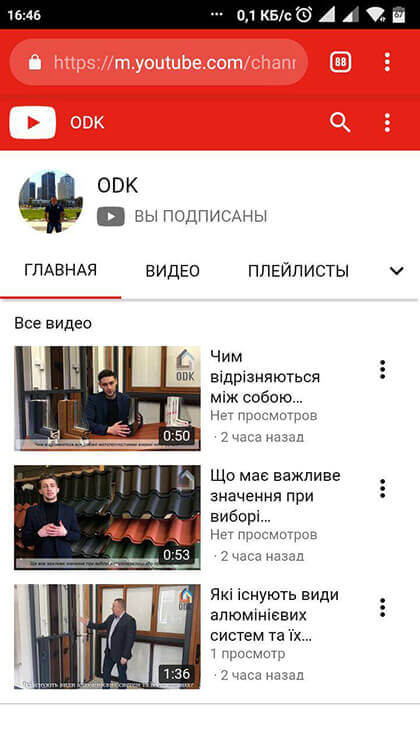 16:46
... 0,1 КБ/с 67
https://m.youtube.com/chann
88
ODK
ODK
ВЫ ПОДПИСАНЫ
ГЛАВНАЯ ВИДЕО ПЛЕЙЛИСТЫ
Все видео
ODK
0:50
Чим
відрізняються
між собою...
Нет просмотров
· 2 часа назад
0:53
Що має важливе
значення при
виборі...
Нет просмотров
· 2 часа назад
ODK
1:36
Які існують види
алюмінієвих
систем та їх...
1 просмотр
· 2 часа назад